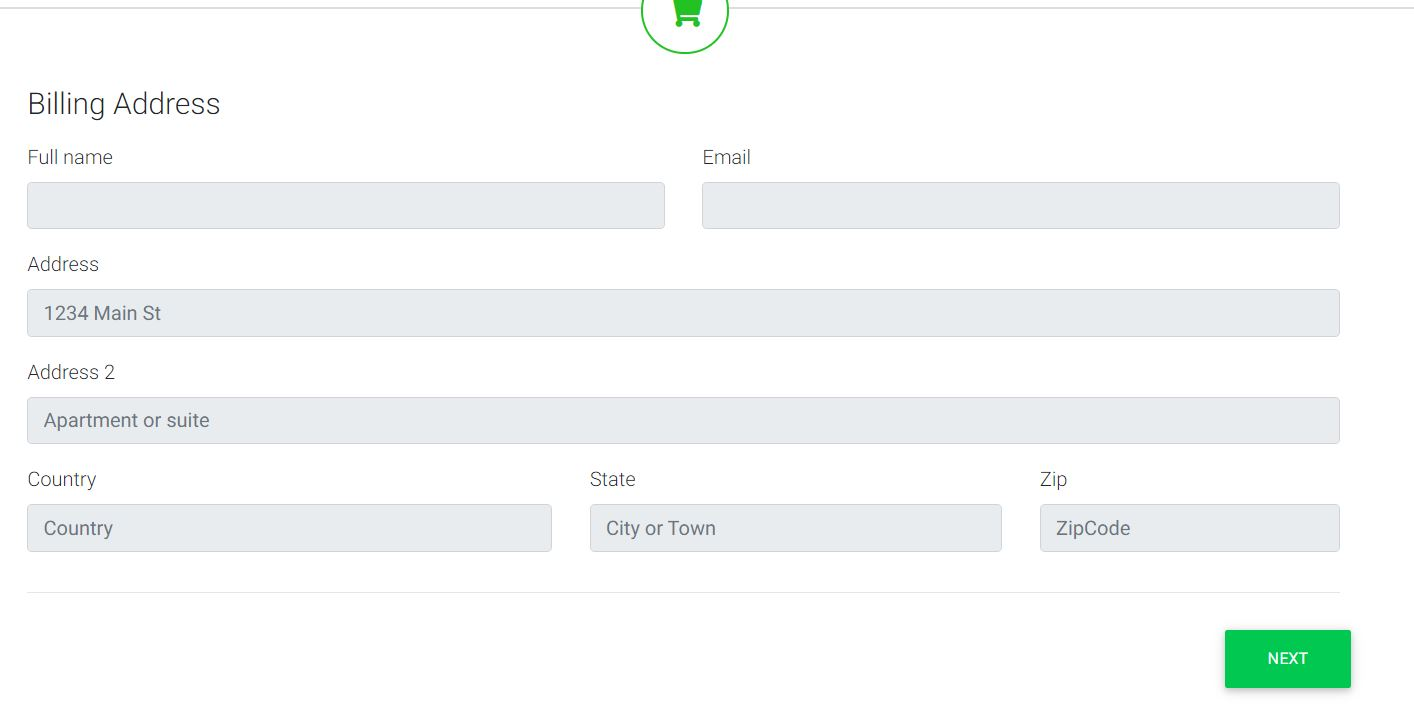 Billing Address
Full name
Email
Address
1234 Main St
Address 2
Apartment or suite
Country
State
Zip
Country
City or Town
ZipCode
NEXT